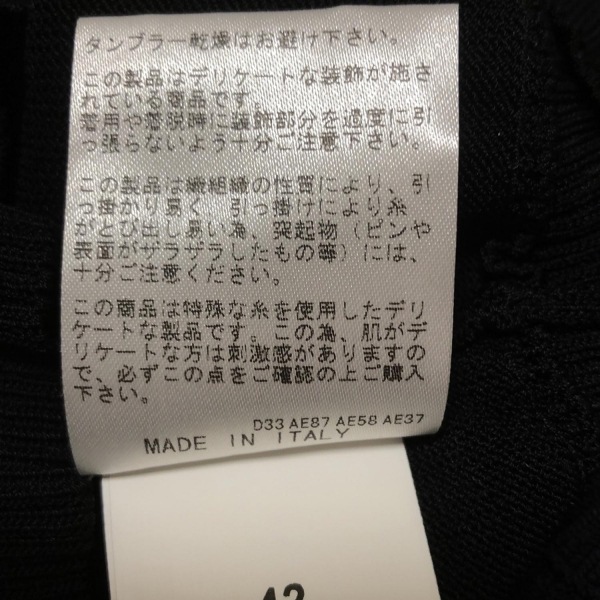 タンブラー乾燥はお避け下さい。
この製品はデリケートな装飾が施さ
れている商品です。
着用や着脱時に装飾部分を過度に引
っ張らないよう十分ご注意下さい。
この製品は繊組締の性質により、引
っ掛かり易く、引っ掛けにより糸
がとび出し易い為、突起物（ピンや
表面がザラザラしたもの等）には、
十分ご注意ください。
この商品は特殊な糸を使用したデリ
ケートな製品です。この為、肌がデ
リケートな方は刺激感がありますの
で、必ずこの点をご確認の上ご購入
下さい。
D33 AE87 AE58 AE37
MADE IN ITALY
42